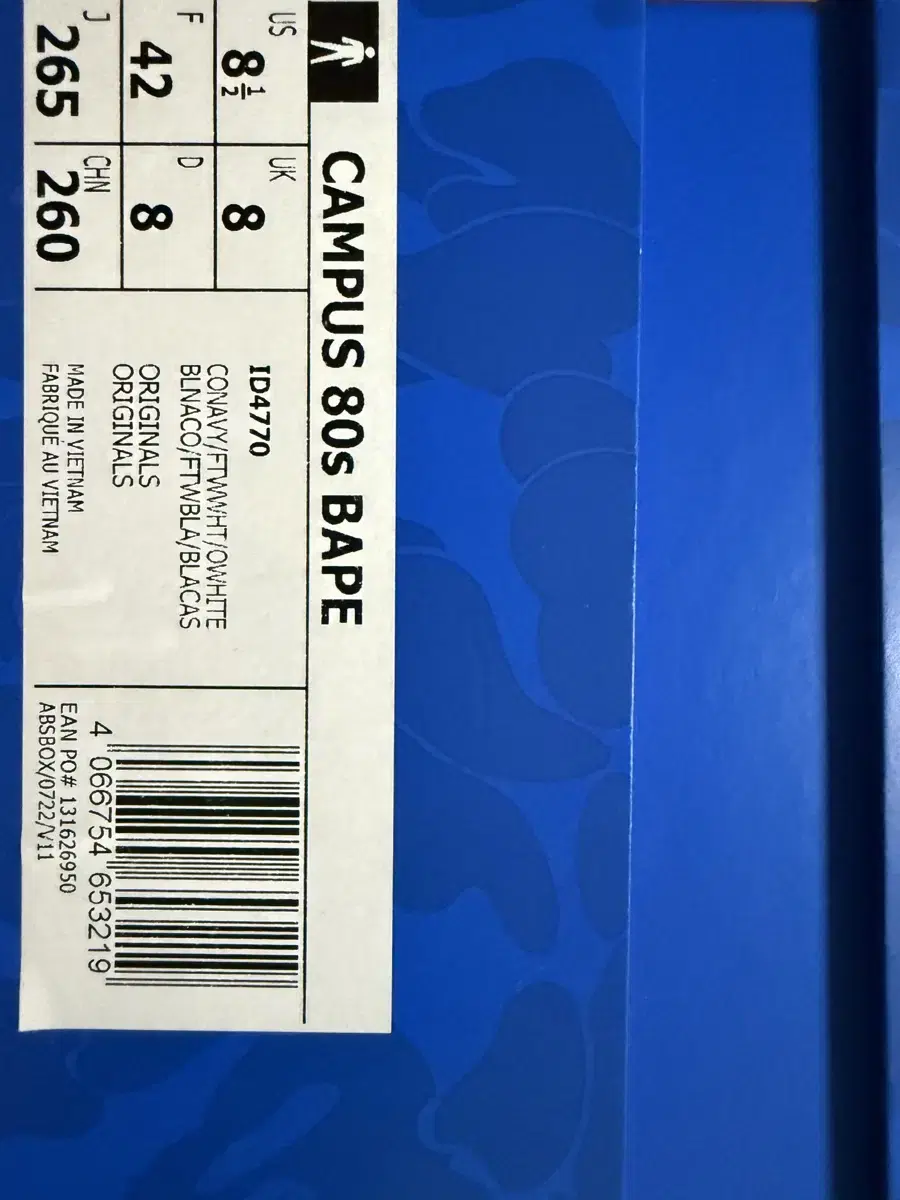 CAMPUS 80s BAPE
US 8½ UK 8
F 42 D 8
J 265 CHN 260
ID4770
CONAVY/FTWWHT/OWHITE
BLNACO/FTWBLA/BLACAS
ORIGINALS
ORIGINALS
MADE IN VIETNAM
FABRIQUÉ AU VIETNAM
4 066754 653219
EAN PO# 131626950
ABSBOX/0722/V11